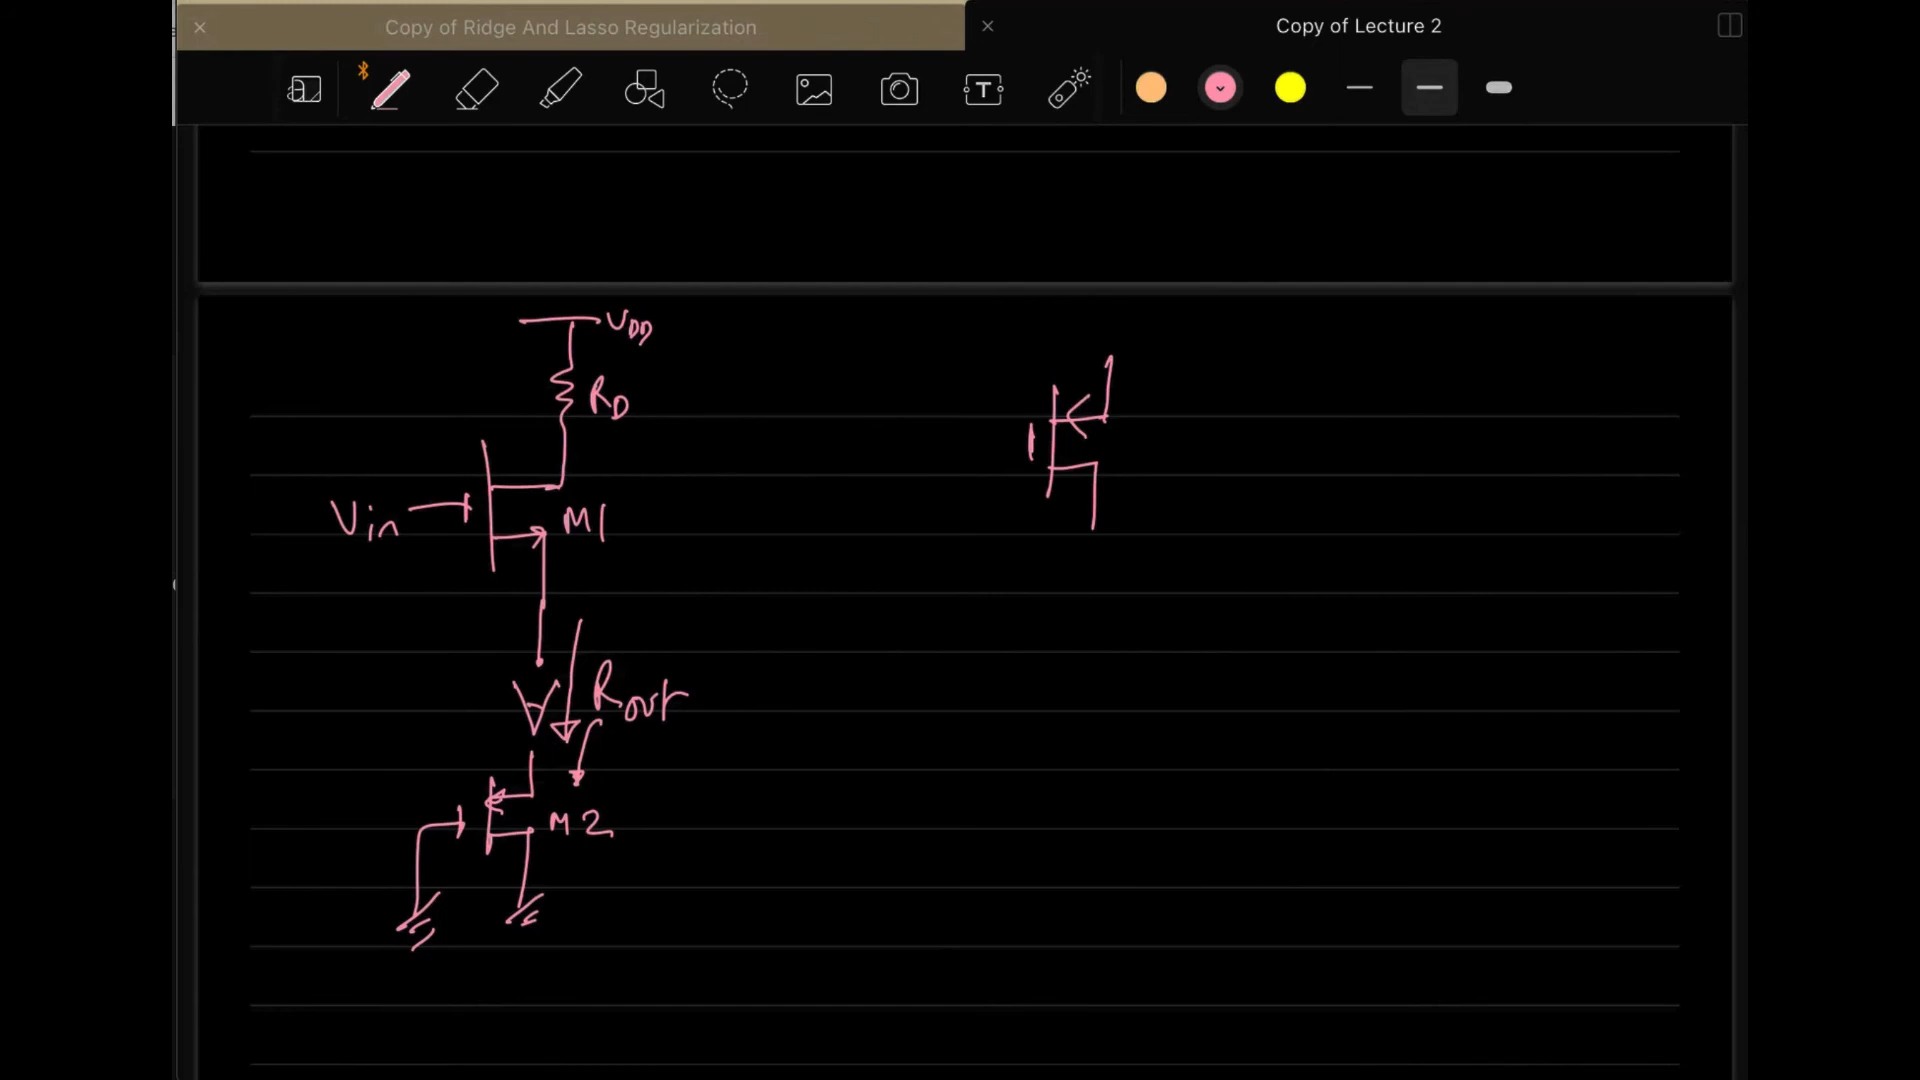 Copy of Ridge And Lasso Regularization
Copy of Lecture 2
T
VDD
RD
Vin
M1
Rout
M2